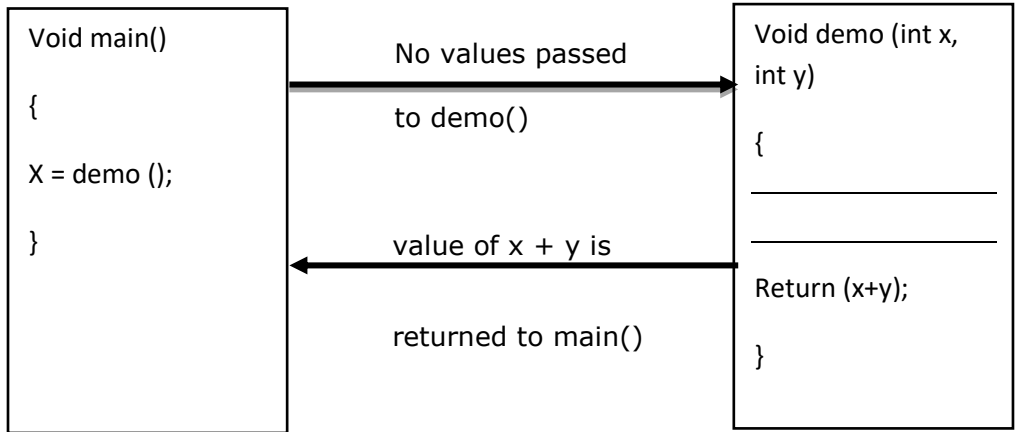 Void main()
{
X = demo ();
}
No values passed
to demo()
value of x + y is
returned to main()
Void demo (int x,
int y)
{
Return (x+y);
}